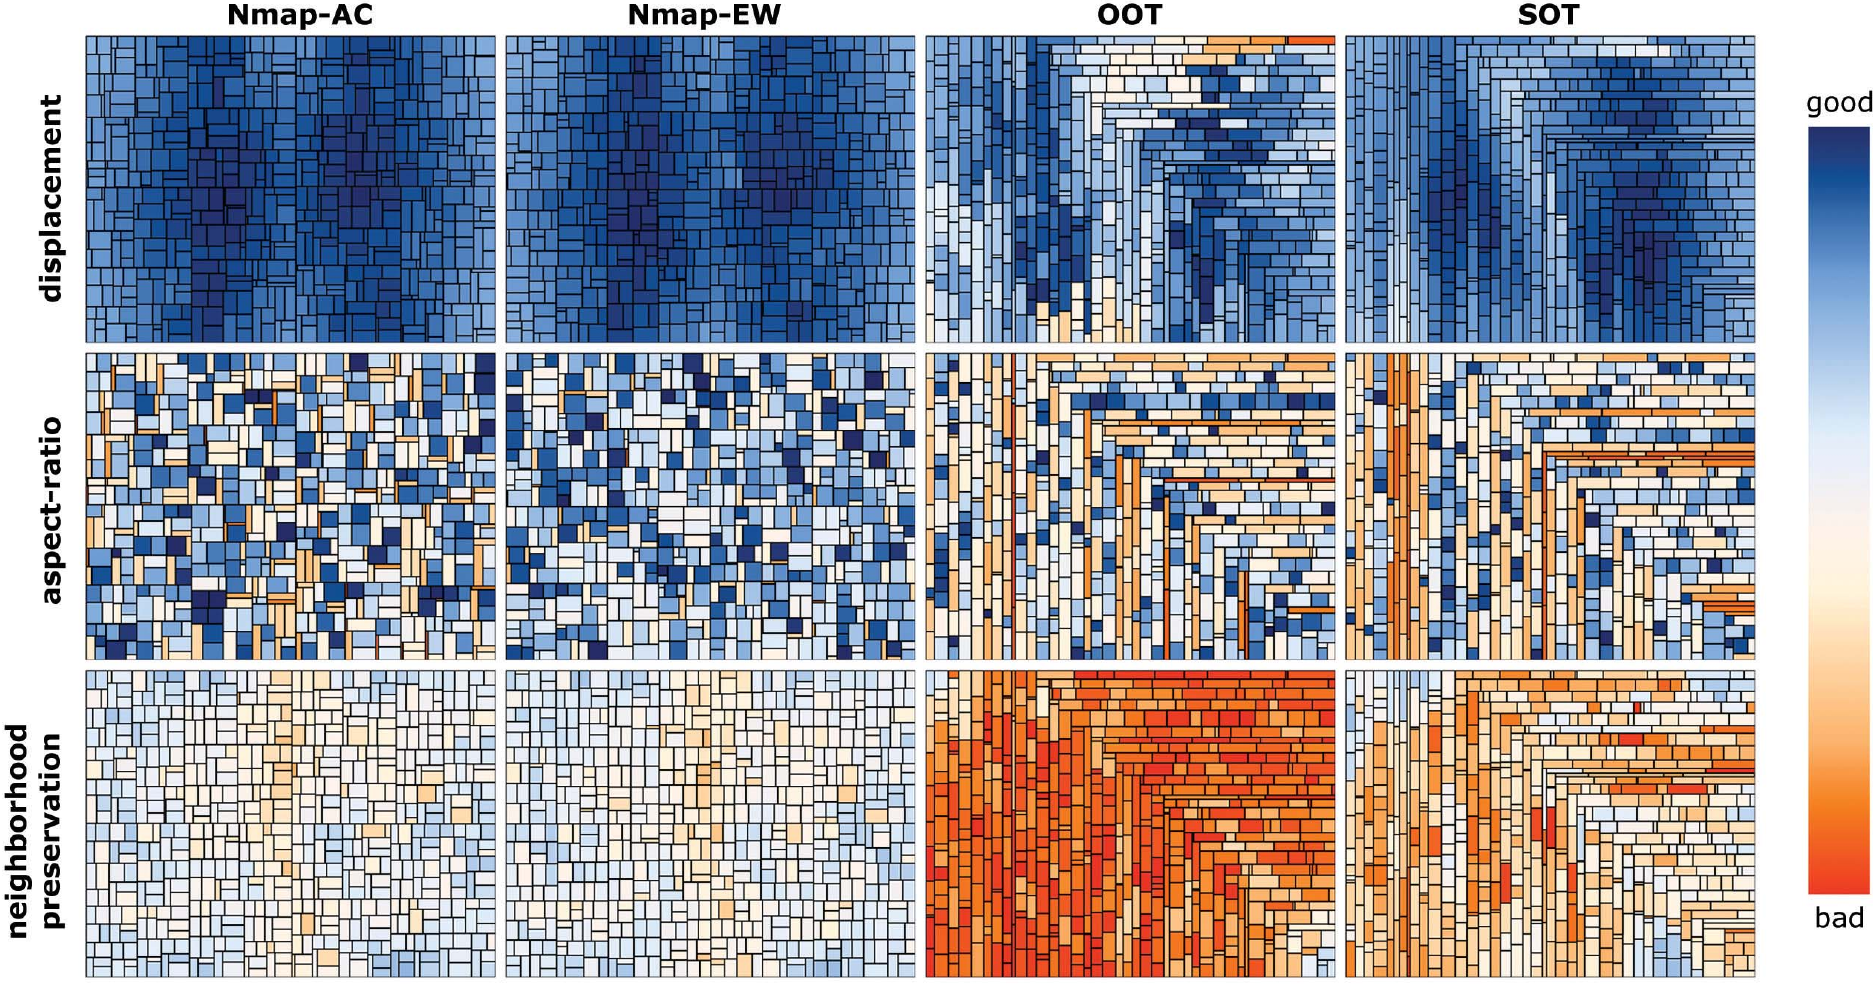 Nmap-AC Nmap-EW OOT SOT
displacement
aspect-ratio
neighborhood
preservation
good
bad